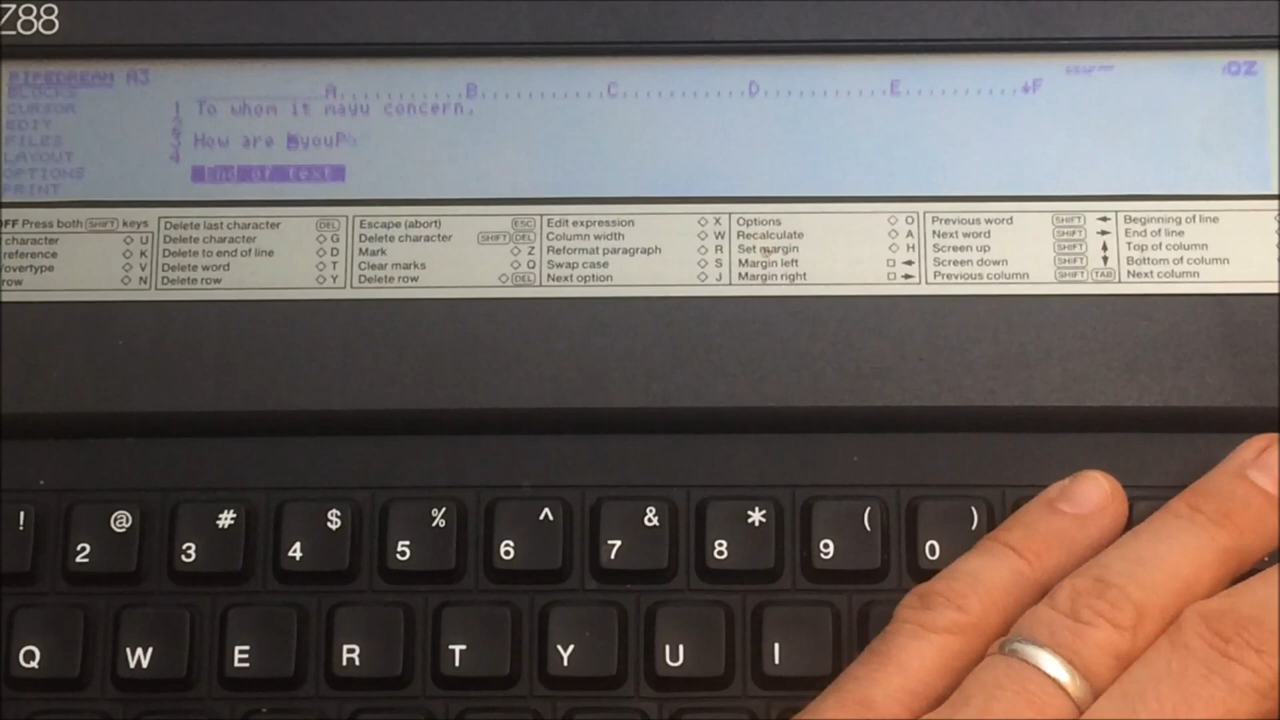 Z88
PIPEDREAM A3
OZ
BLOCKS
A...........B...........C...........D...........E..........↓F
CURSOR
1 To whom it mayu concern,
EDIT
2
FILES
3 How are youP
LAYOUT
4
OPTIONS
End of text
PRINT
OFF Press both SHIFT keys
character ◇ U
reference ◇ K
/overtype ◇ V
row ◇ N
Delete last character DEL
Delete character ◇ G
Delete to end of line ◇ D
Delete word ◇ T
Delete row ◇ Y
Escape (abort) ESC
Delete character SHIFT DEL
Mark ◇ Z
Clear marks ◇ Q
Delete row ◇ DEL
Edit expression ◇ X
Column width ◇ W
Reformat paragraph ◇ R
Swap case ◇ S
Next option ◇ J
Options ◇ O
Recalculate ◇ A
Set margin ◇ H
Margin left □ ←
Margin right □ →
Previous word SHIFT ←
Next word SHIFT →
Screen up SHIFT ↑
Screen down SHIFT ↓
Previous column SHIFT TAB
Beginning of line
End of line
Top of column
Bottom of column
Next column
! @ # $ % ^ & * ( )
2 3 4 5 6 7 8 9 0
Q W E R T Y U I